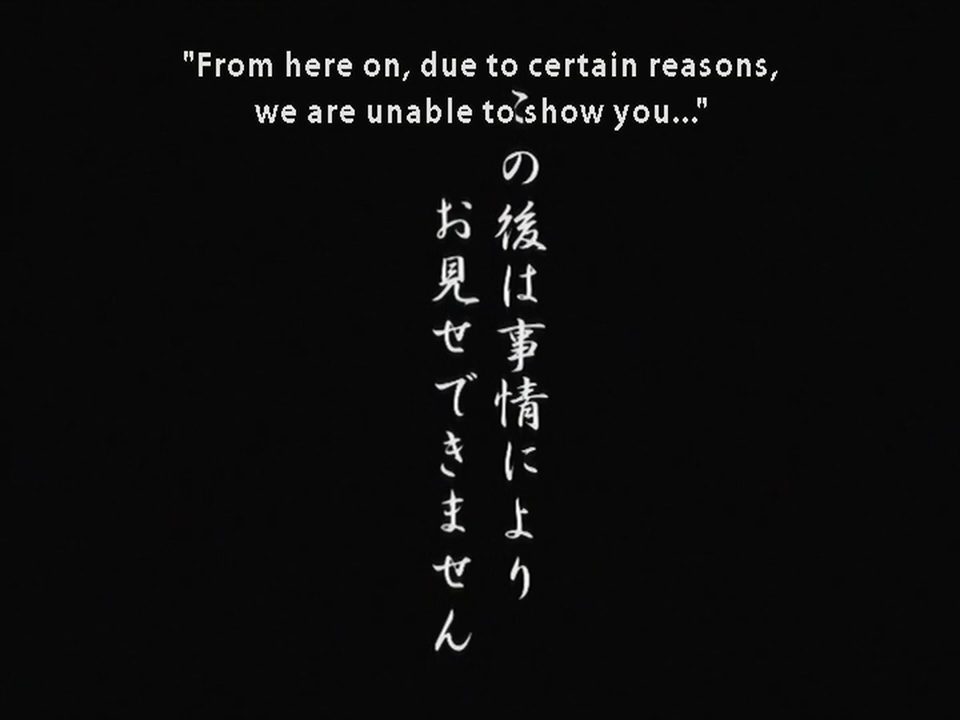 "From here on, due to certain reasons,
we are unable to show you..."
この後は事情により
お見せできません